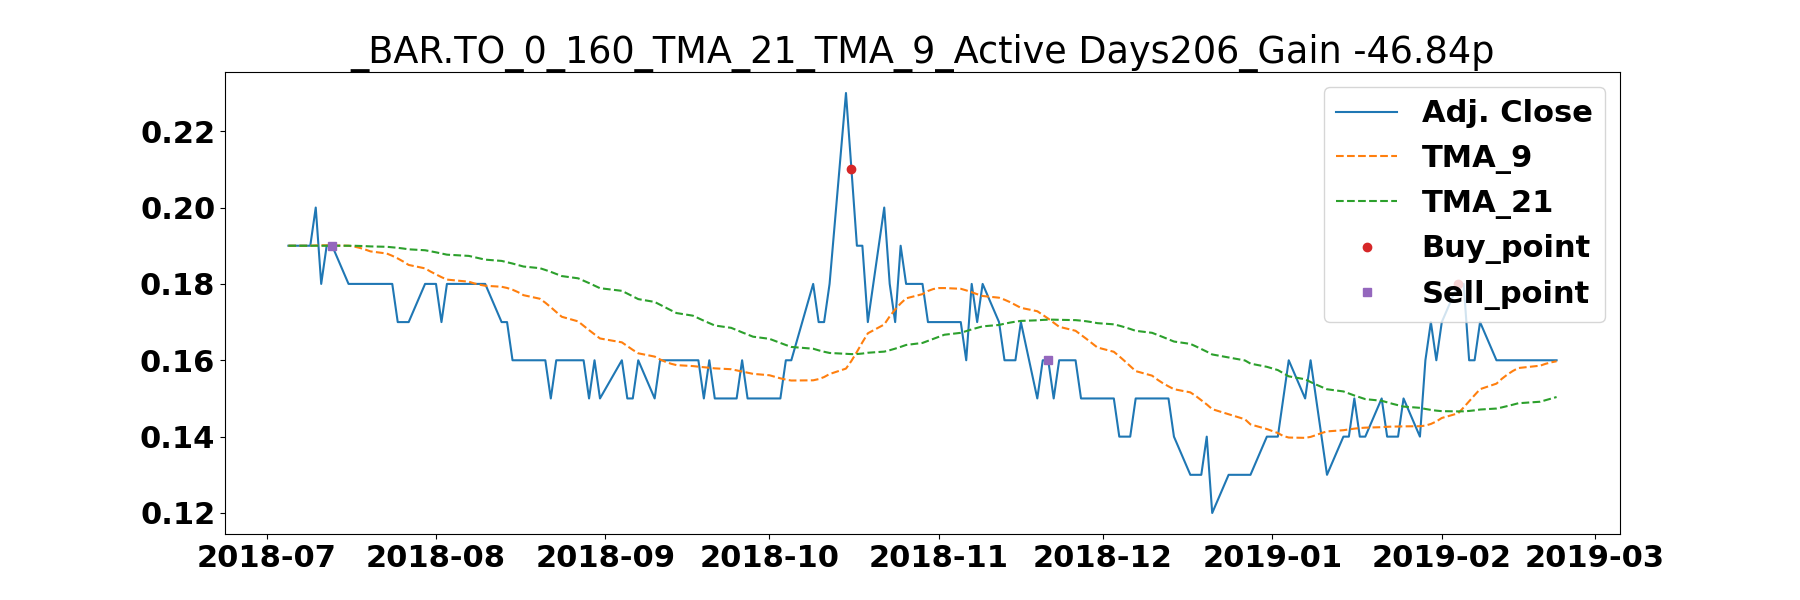 _BAR.TO_0_160_TMA_21_TMA_9_Active Days206_Gain -46.84p
Adj. Close
TMA_9
TMA_21
Buy_point
Sell_point
0.22
0.20
0.18
0.16
0.14
0.12
2018-07 2018-08 2018-09 2018-10 2018-11 2018-12 2019-01 2019-02 2019-03